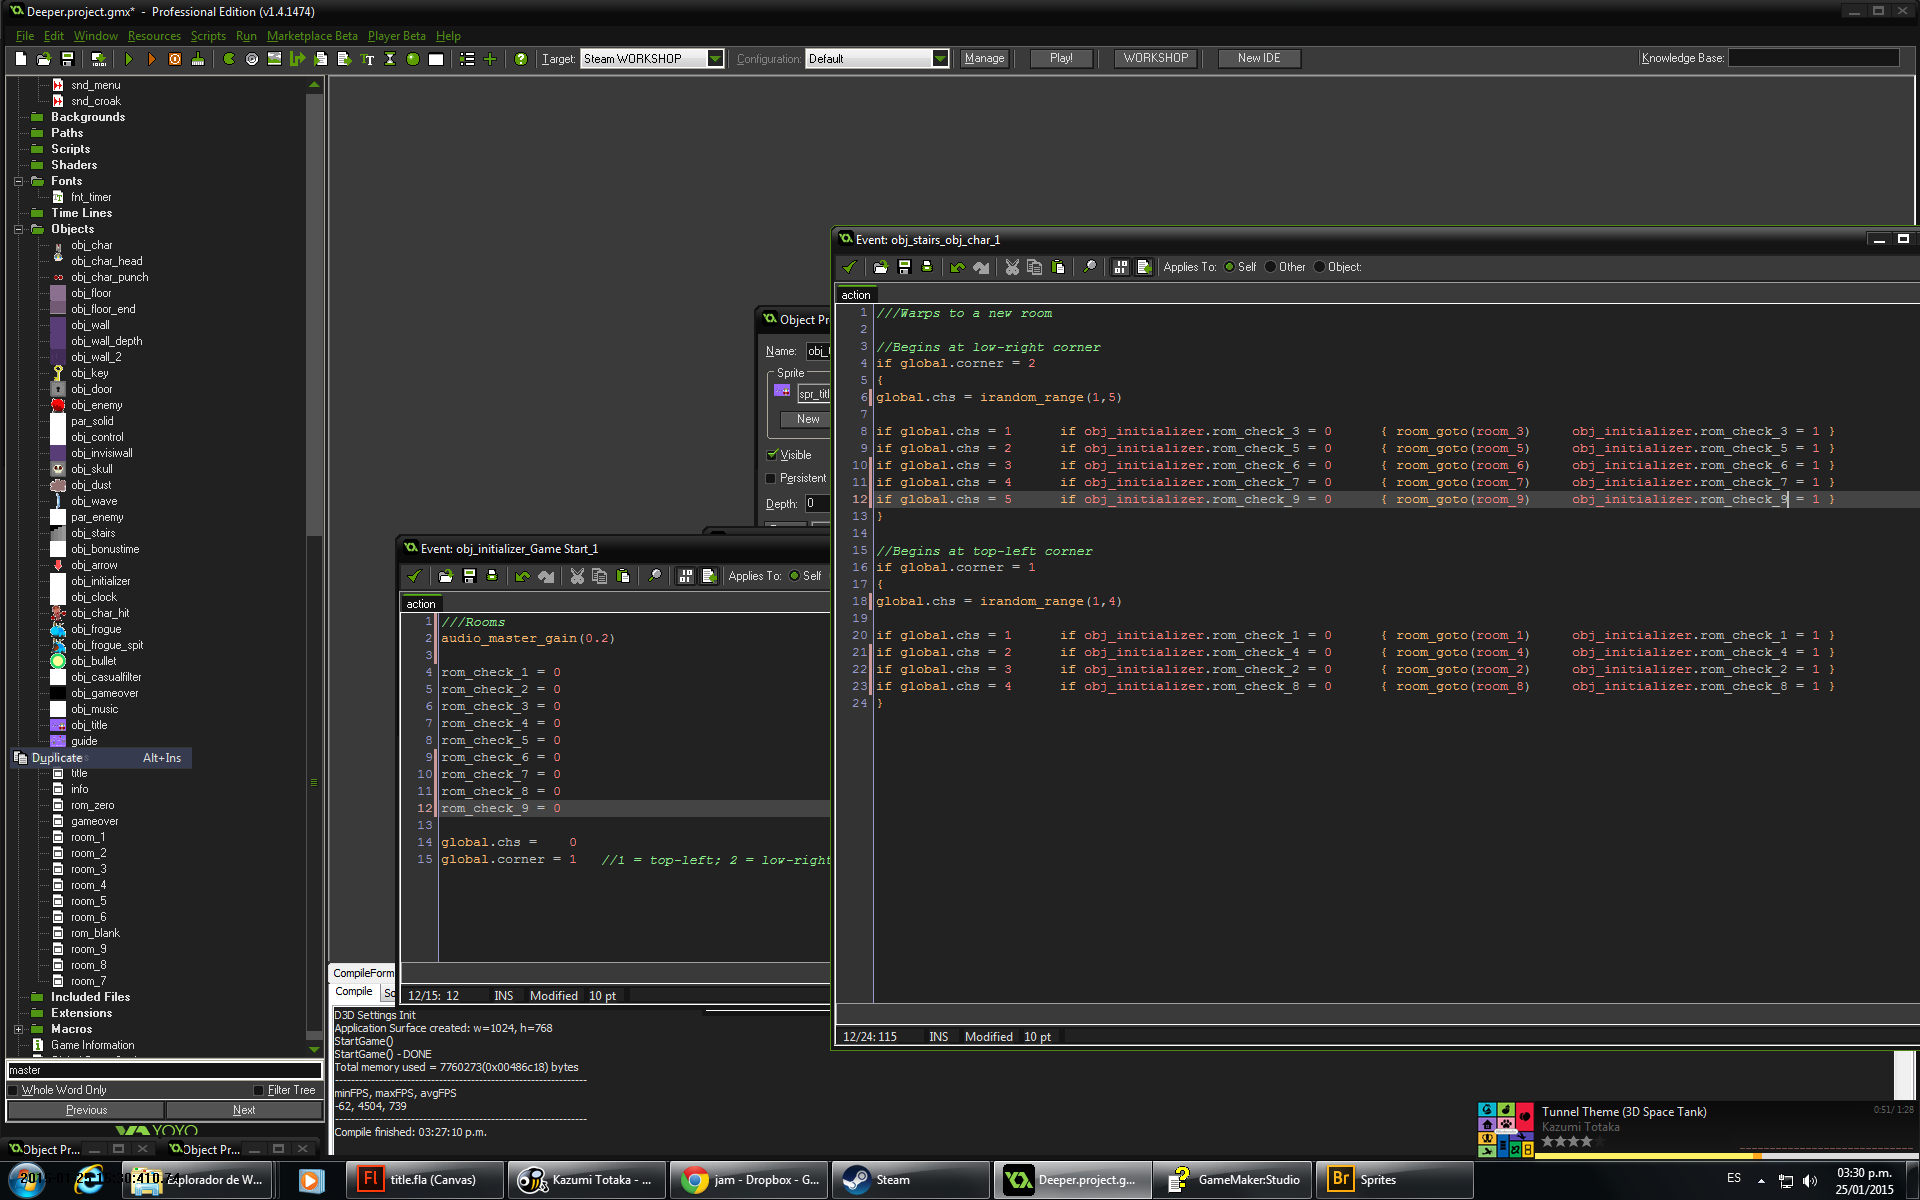 Deeper.project.gmx* - Professional Edition (v1.4.1474)
File Edit Window Resources Scripts Run Marketplace Beta Player Beta Help
Target: Steam WORKSHOP Configuration: Default Manage Play! WORKSHOP New IDE Knowledge Base:
snd_menu
snd_croak
Backgrounds
Paths
Scripts
Shaders
Fonts
fnt_timer
Time Lines
Objects
obj_char
obj_char_head
obj_char_punch
obj_floor
obj_floor_end
obj_wall
obj_wall_depth
obj_wall_2
obj_key
obj_door
obj_enemy
par_solid
obj_control
obj_invisiwall
obj_skull
obj_dust
obj_wave
par_enemy
obj_stairs
obj_bonustime
obj_arrow
obj_initializer
obj_clock
obj_char_hit
obj_frogue
obj_frogue_spit
obj_bullet
obj_casualfilter
obj_gameover
obj_music
obj_title
guide
Duplicate Alt+Ins
title
info
rom_zero
gameover
room_1
room_2
room_3
room_4
room_5
room_6
rom_blank
room_9
room_8
room_7
Included Files
Extensions
Macros
Game Information
master
Whole Word Only Filter Tree
Previous Next
YOYO
Object Pr... Object Pr...
Object Pr
Name: obj_
Sprite
spr_titl
New
Visible
Persistent
Depth: 0
Event: obj_initializer_Game Start_1
Applies To: Self
action
1 ///Rooms
2 audio_master_gain(0.2)
3
4 rom_check_1 = 0
5 rom_check_2 = 0
6 rom_check_3 = 0
7 rom_check_4 = 0
8 rom_check_5 = 0
9 rom_check_6 = 0
10 rom_check_7 = 0
11 rom_check_8 = 0
12 rom_check_9 = 0
13
14 global.chs = 0
15 global.corner = 1 //1 = top-left; 2 = low-right
12/15: 12 INS Modified 10 pt
Event: obj_stairs_obj_char_1
Applies To: Self Other Object:
action
1 ///Warps to a new room
2
3 //Begins at low-right corner
4 if global.corner = 2
5 {
6 global.chs = irandom_range(1,5)
7
8 if global.chs = 1 if obj_initializer.rom_check_3 = 0 { room_goto(room_3) obj_initializer.rom_check_3 = 1 }
9 if global.chs = 2 if obj_initializer.rom_check_5 = 0 { room_goto(room_5) obj_initializer.rom_check_5 = 1 }
10 if global.chs = 3 if obj_initializer.rom_check_6 = 0 { room_goto(room_6) obj_initializer.rom_check_6 = 1 }
11 if global.chs = 4 if obj_initializer.rom_check_7 = 0 { room_goto(room_7) obj_initializer.rom_check_7 = 1 }
12 if global.chs = 5 if obj_initializer.rom_check_9 = 0 { room_goto(room_9) obj_initializer.rom_check_9 = 1 }
13 }
14
15 //Begins at top-left corner
16 if global.corner = 1
17 {
18 global.chs = irandom_range(1,4)
19
20 if global.chs = 1 if obj_initializer.rom_check_1 = 0 { room_goto(room_1) obj_initializer.rom_check_1 = 1 }
21 if global.chs = 2 if obj_initializer.rom_check_4 = 0 { room_goto(room_4) obj_initializer.rom_check_4 = 1 }
22 if global.chs = 3 if obj_initializer.rom_check_2 = 0 { room_goto(room_2) obj_initializer.rom_check_2 = 1 }
23 if global.chs = 4 if obj_initializer.rom_check_8 = 0 { room_goto(room_8) obj_initializer.rom_check_8 = 1 }
24 }
12/24: 115 INS Modified 10 pt
CompileForm
Compile Sc
D3D Settings Init
Application Surface created: w=1024, h=768
StartGame()
StartGame() - DONE
Total memory used = 7760273(0x00486c18) bytes
minFPS, maxFPS, avgFPS
-62, 4504, 739
Compile finished: 03:27:10 p.m.
Tunnel Theme (3D Space Tank) 0:51/ 1:28
Kazumi Totaka
Explorador de W... title.fla (Canvas) Kazumi Totaka - ... jam - Dropbox - G... Steam Deeper.project.g... GameMaker:Studio Sprites
ES 03:30 p.m.
25/01/2015